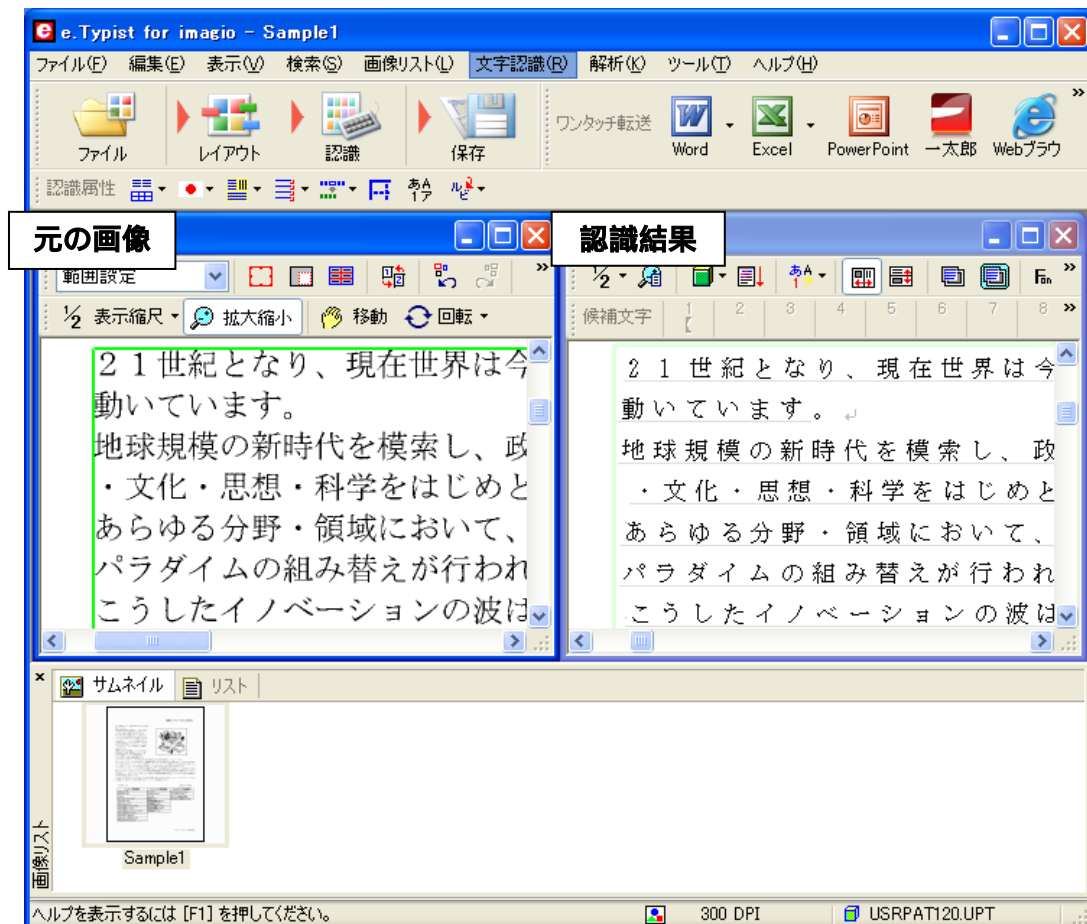 e.Typist for imagio - Sample1
ファイル(F) 編集(E) 表示(V) 検索(S) 画像リスト(L) 文字認識(R) 解析(K) ツール(T) ヘルプ(H)
ファイル レイアウト 認識 保存 ワンタッチ転送 Word Excel PowerPoint 一太郎 Webブラウ
認識属性
元の画像
範囲設定
1/2 表示縮尺 拡大縮小 移動 回転
21世紀となり、現在世界は今
動いています。
地球規模の新時代を模索し、政
・文化・思想・科学をはじめと
あらゆる分野・領域において、
パラダイムの組み替えが行われ
こうしたイノベーションの波は
認識結果
候補文字 1 2 3 4 5 6 7 8
21世紀となり、現在世界は今
動いています。
地球規模の新時代を模索し、政
・文化・思想・科学をはじめと
あらゆる分野・領域において、
パラダイムの組み替えが行われ
こうしたイノベーションの波は
サムネイル リスト
画像リスト
Sample1
ヘルプを表示するには [F1] を押してください。 300 DPI USRPAT120.UPT